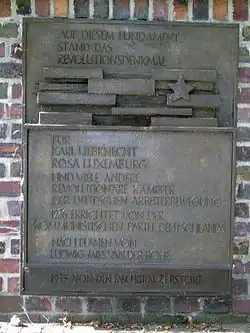 AUF DIESEM FUNDAMENT
STAND DAS
REVOLUTIONSDENKMAL
FÜR
KARL LIEBKNECHT
ROSA LUXEMBURG
UND VIELE ANDERE
REVOLUTIONÄRE KÄMPFER
DER DEUTSCHEN ARBEITERBEWEGUNG
1926 ERRICHTET VON DER
KOMMUNISTISCHEN PARTEI DEUTSCHLANDS
NACH PLÄNEN VON
LUDWIG MIES VAN DER ROHE
1935 VON DEN FASCHISTEN ZERSTÖRT